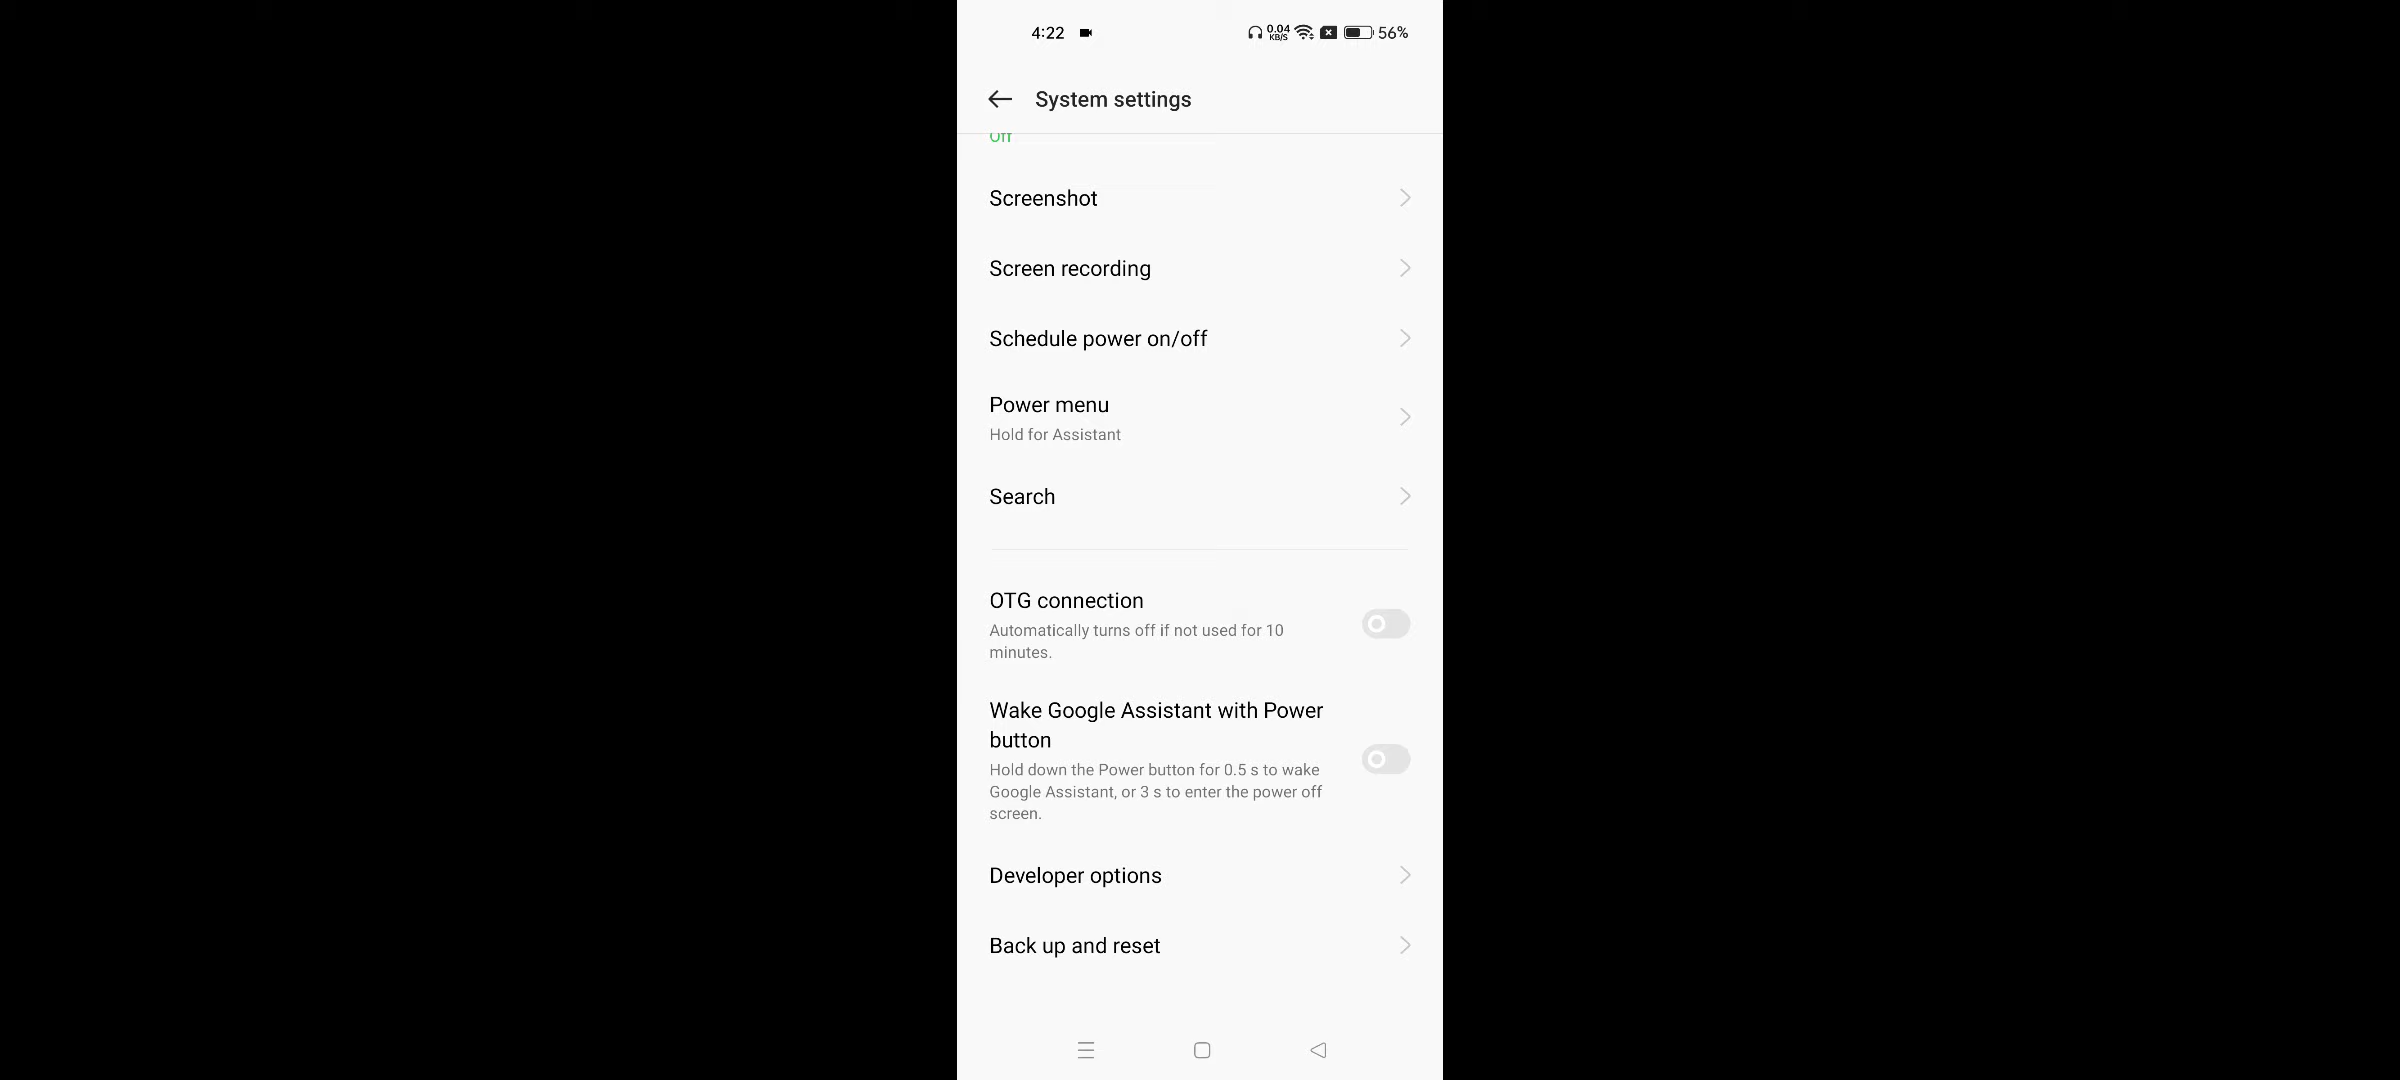 4:22
0.04
KB/S
56%
System settings
Off
Screenshot
Screen recording
Schedule power on/off
Power menu
Hold for Assistant
Search
OTG connection
Automatically turns off if not used for 10
minutes.
Wake Google Assistant with Power
button
Hold down the Power button for 0.5 s to wake
Google Assistant, or 3 s to enter the power off
screen.
Developer options
Back up and reset